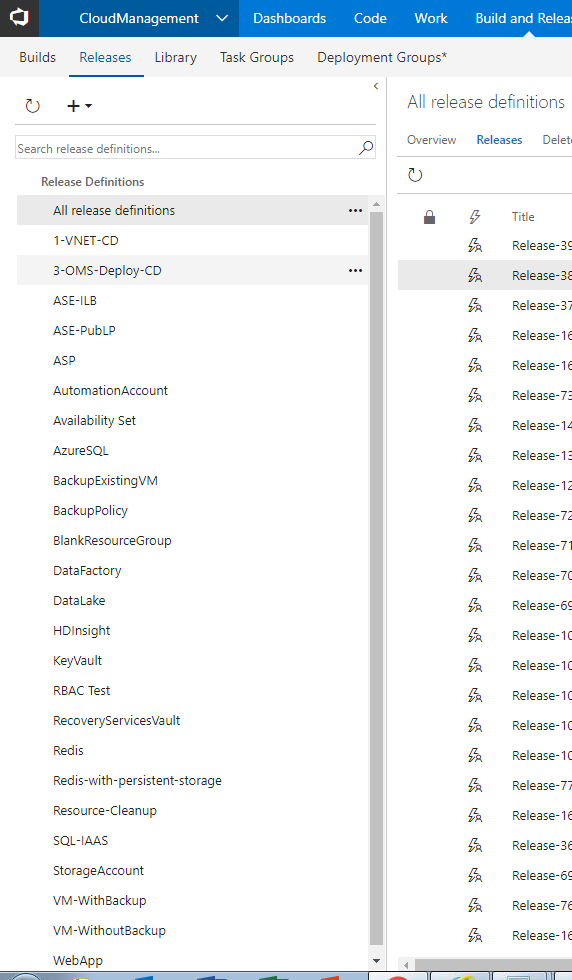 CloudManagement Dashboards Code Work Build and Relea
Builds Releases Library Task Groups Deployment Groups*
Search release definitions...
Release Definitions
All release definitions
1-VNET-CD
3-OMS-Deploy-CD
ASE-ILB
ASE-PubLP
ASP
AutomationAccount
Availability Set
AzureSQL
BackupExistingVM
BackupPolicy
BlankResourceGroup
DataFactory
DataLake
HDInsight
KeyVault
RBAC Test
RecoveryServicesVault
Redis
Redis-with-persistent-storage
Resource-Cleanup
SQL-IAAS
StorageAccount
VM-WithBackup
VM-WithoutBackup
WebApp
All release definitions
Overview Releases Delet
Title
Release-39
Release-38
Release-37
Release-16
Release-16
Release-73
Release-14
Release-13
Release-12
Release-72
Release-71
Release-70
Release-69
Release-10
Release-10
Release-10
Release-10
Release-10
Release-77
Release-16
Release-36
Release-69
Release-76
Release-16